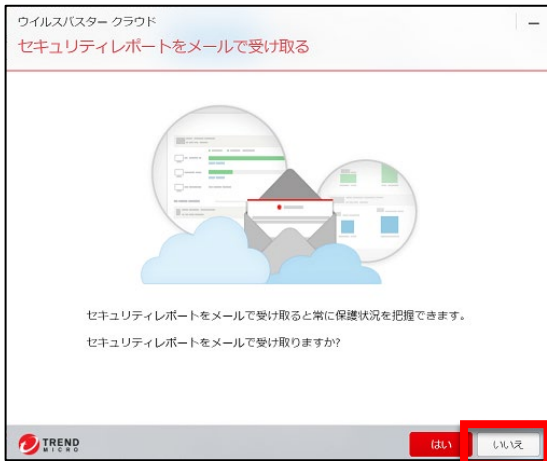 ウイルスバスター クラウド
セキュリティレポートをメールで受け取る
セキュリティレポートをメールで受け取ると常に保護状況を把握できます。
セキュリティレポートをメールで受け取りますか?
TREND
MICRO
はい
いいえ